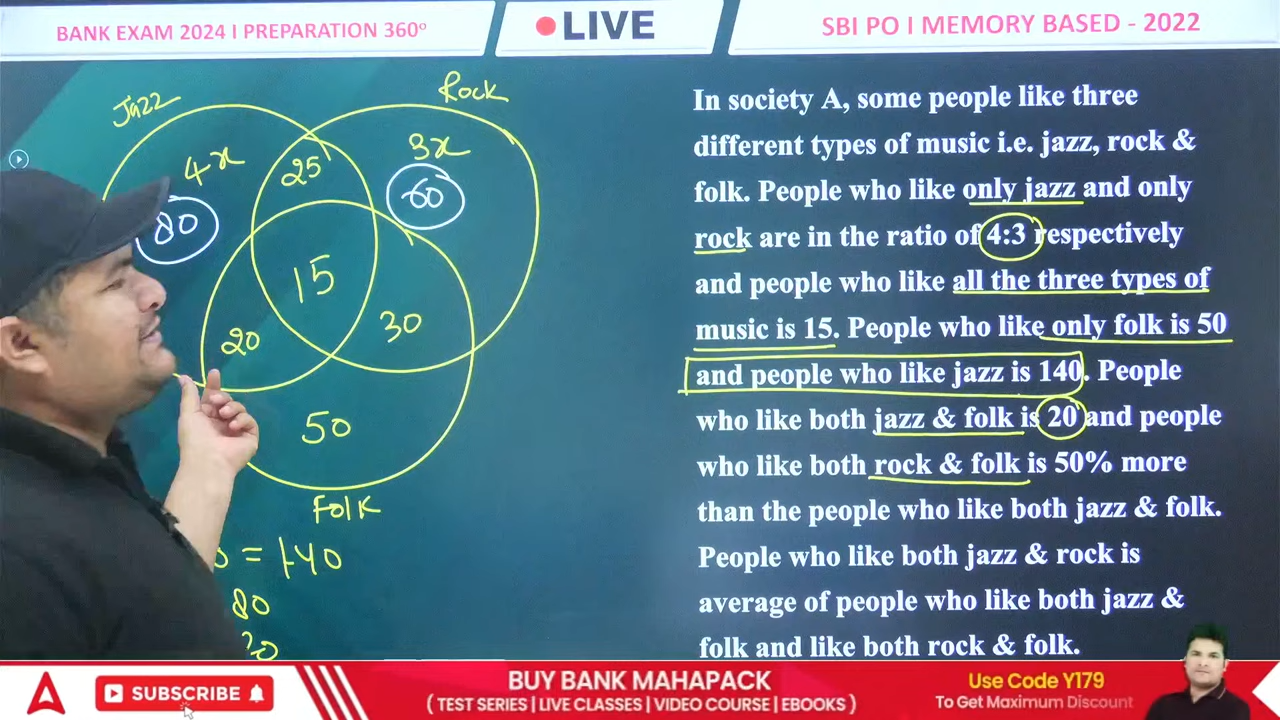 BANK EXAM 2024 I PREPARATION 360°
LIVE
SBI PO I MEMORY BASED - 2022
Jazz
Rock
4x
25
3x
80
60
15
20
30
50
Folk
= 140
80
In society A, some people like three
different types of music i.e. jazz, rock &
folk. People who like only jazz and only
rock are in the ratio of 4:3 respectively
and people who like all the three types of
music is 15. People who like only folk is 50
and people who like jazz is 140. People
who like both jazz & folk is 20 and people
who like both rock & folk is 50% more
than the people who like both jazz & folk.
People who like both jazz & rock is
average of people who like both jazz &
folk and like both rock & folk.
SUBSCRIBE
BUY BANK MAHAPACK
( TEST SERIES | LIVE CLASSES | VIDEO COURSE | EBOOKS )
Use Code Y179
To Get Maximum Discount